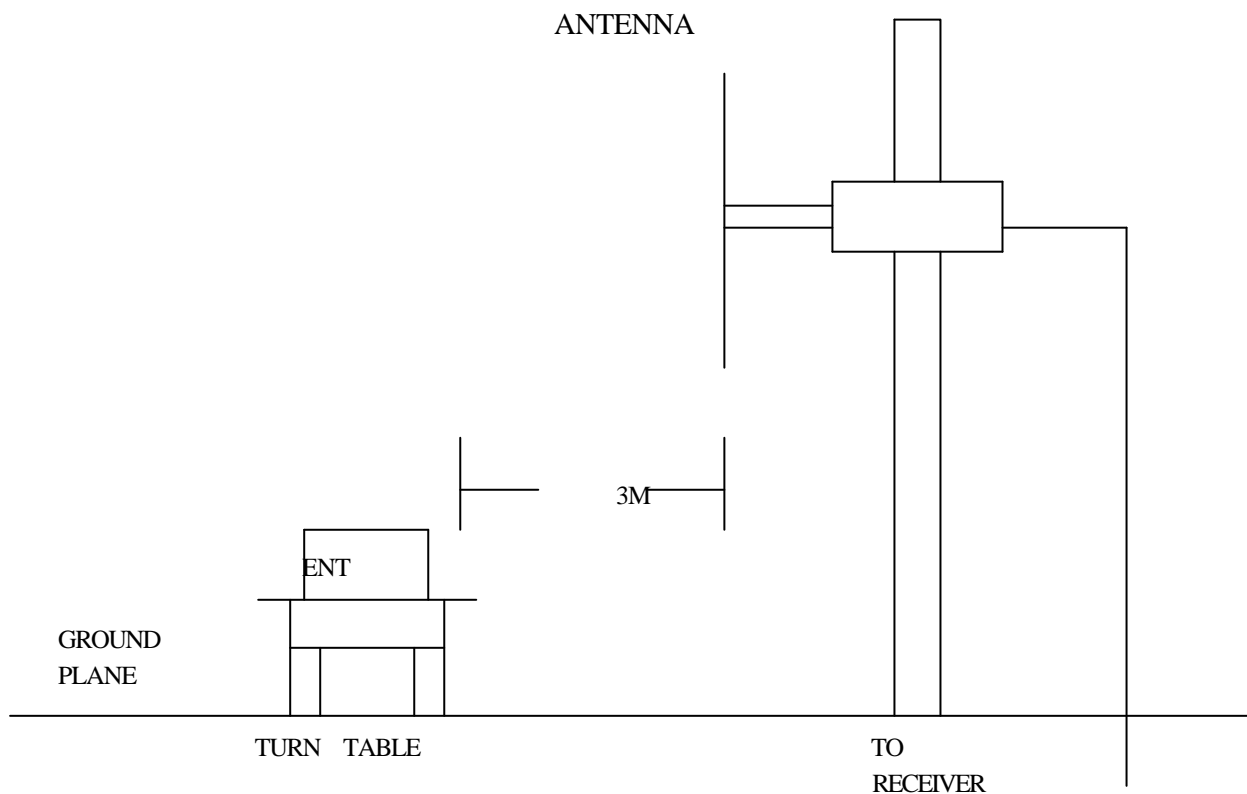 ANTENNA
3M
ENT
GROUND
PLANE
TURN TABLE
TO
RECEIVER